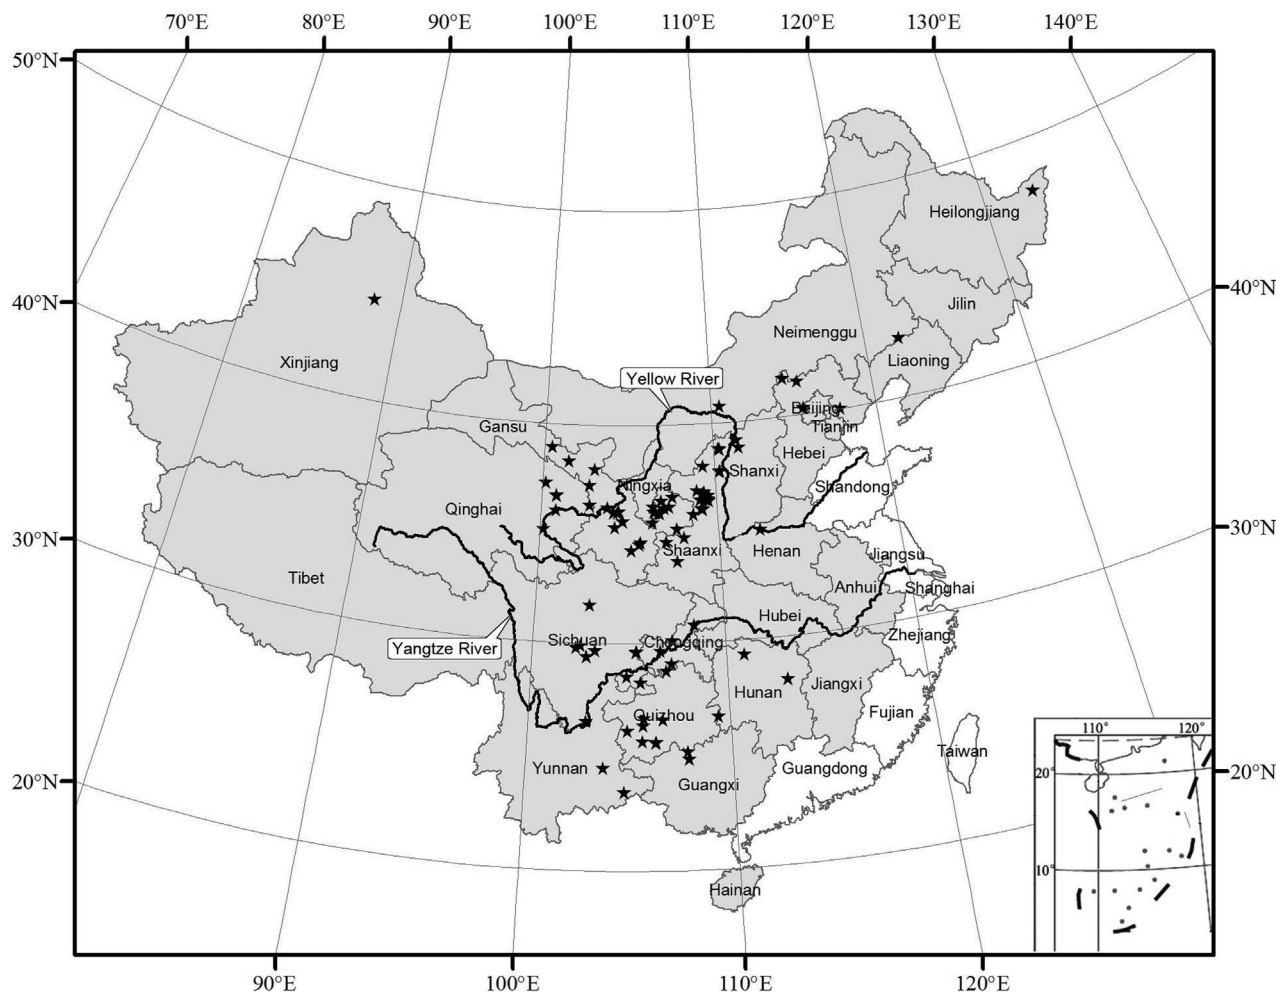 70°E 80°E 90°E 100°E 110°E 120°E 130°E 140°E
50°N
Heilongjiang
40°N
40°N
Jilin
Neimenggu
Liaoning
Xinjiang
Yellow River
Beijing
Gansu
Tianjin
Hebei
Shanxi
Ningxia
Shandong
Qinghai
30°N
30°N
Shaanxi
Henan
Jiangsu
Tibet
Anhui
Shanghai
Hubei
Zhejiang
Sichuan
Chongqing
Yangtze River
Jiangxi
Hunan
Fujian
Quizhou
110°
120°
Taiwan
Yunnan
Guangdong
20°N
20°
20°N
Guangxi
10°
Hainan
90°E 100°E 110°E 120°E